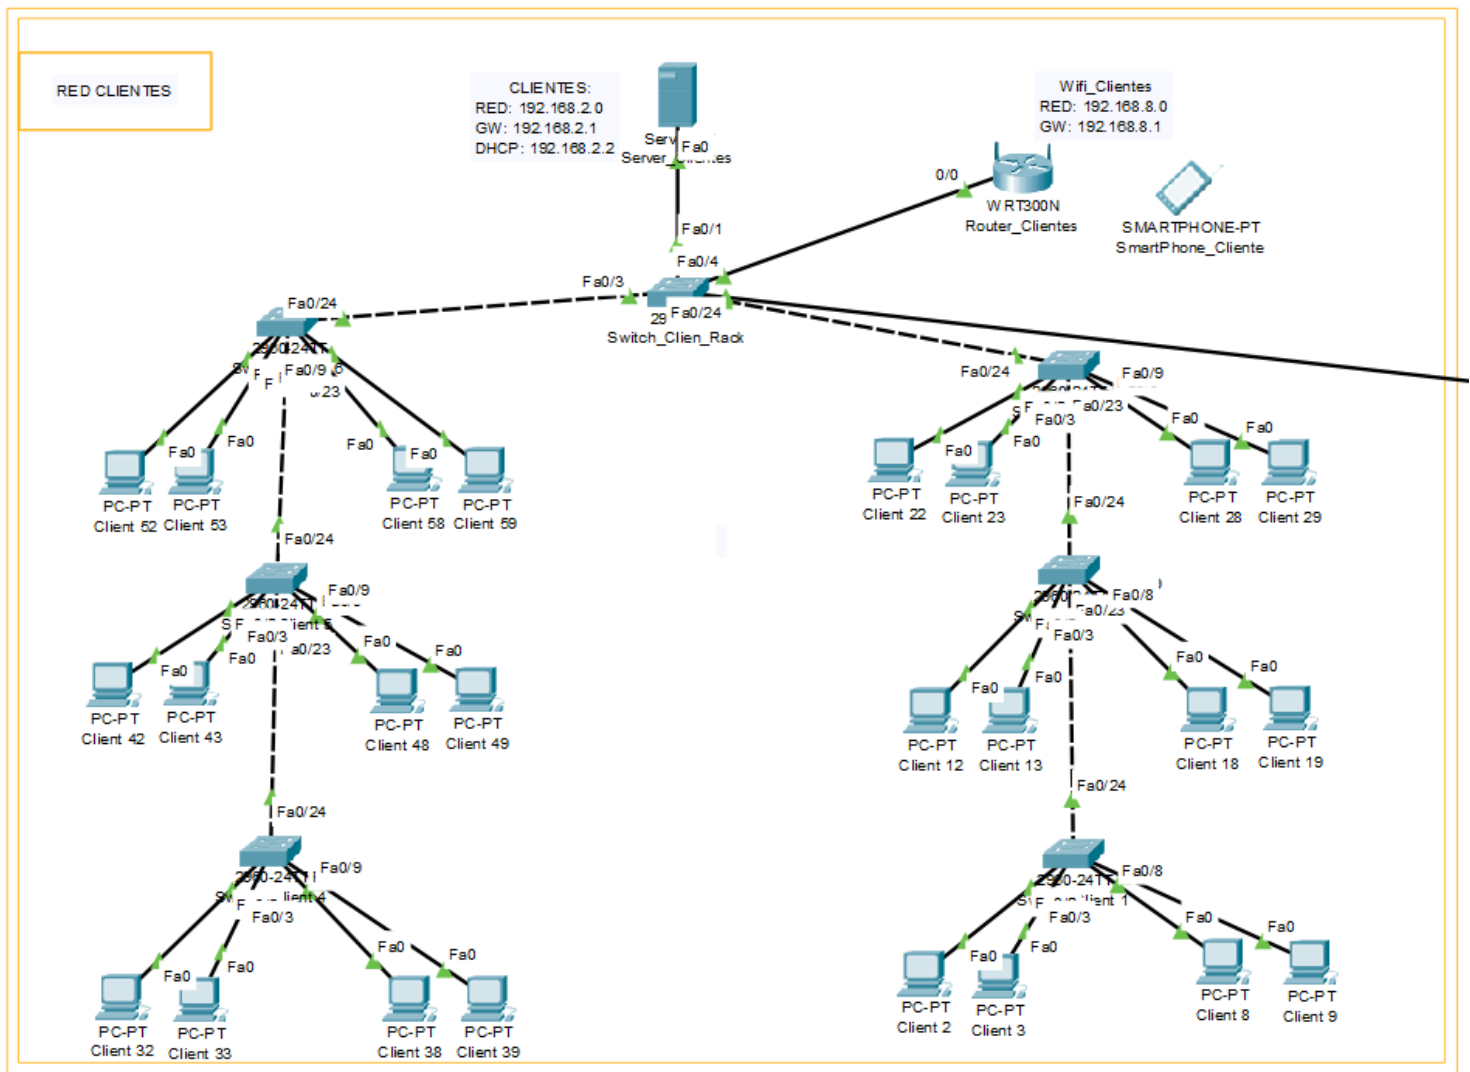 RED CLIENTES
CLIENTES:
RED: 192.168.2.0
GW: 192.168.2.1
DHCP: 192.168.2.2
Fa0
Wifi_Clientes
RED: 192.168.8.0
GW: 192.168.8.1
0/0
WRT300N
Router_Clientes
SMARTPHONE-PT
SmartPhone_Cliente
Fa0/1
Fa0/4
Fa0/3
Fa0/24
Switch_Clien_Rack
Fa0/24
Fa0/9
Fa0
Fa0
Fa0
Fa0
PC-PT
Client 52
PC-PT
Client 53
PC-PT
Client 58
PC-PT
Client 59
Fa0/24
Fa0/9
Fa0/23
Fa0/3
Fa0
Fa0
Fa0
Fa0
PC-PT
Client 22
PC-PT
Client 23
PC-PT
Client 28
PC-PT
Client 29
Fa0/24
Fa0/9
Fa0/3
Fa0
Fa0
Fa0
Fa0
PC-PT
Client 42
PC-PT
Client 43
PC-PT
Client 48
PC-PT
Client 49
Fa0/24
Fa0/8
Fa0/3
Fa0
Fa0
Fa0
Fa0
PC-PT
Client 12
PC-PT
Client 13
PC-PT
Client 18
PC-PT
Client 19
Fa0/24
Fa0/9
Fa0/3
Fa0
Fa0
Fa0
Fa0
PC-PT
Client 32
PC-PT
Client 33
PC-PT
Client 38
PC-PT
Client 39
Fa0/24
Fa0/8
Fa0/3
Fa0
Fa0
Fa0
Fa0
PC-PT
Client 2
PC-PT
Client 3
PC-PT
Client 8
PC-PT
Client 9